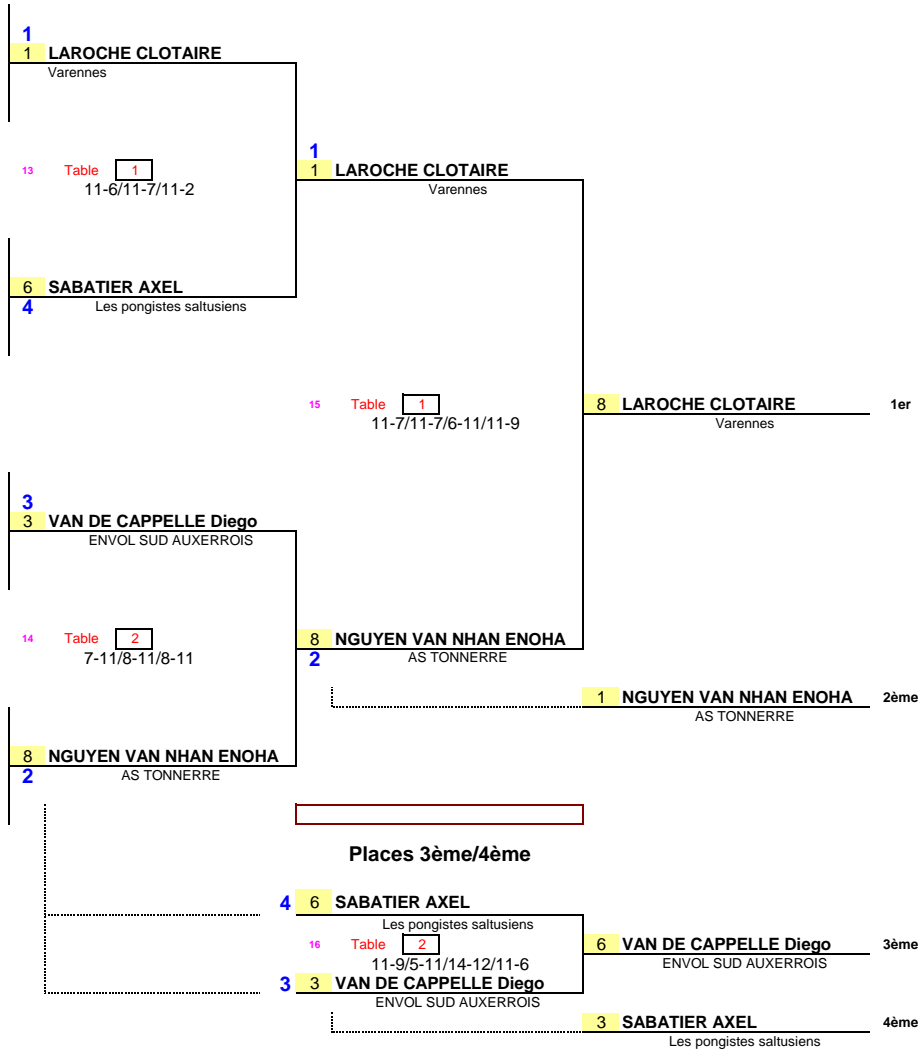 1
1 LAROCHE CLOTAIRE
Varennes
13 Table 1
11-6/11-7/11-2
1
1 LAROCHE CLOTAIRE
Varennes
6 SABATIER AXEL
4 Les pongistes saltusiens
15 Table 1
11-7/11-7/6-11/11-9
8 LAROCHE CLOTAIRE 1er
Varennes
3
3 VAN DE CAPPELLE Diego
ENVOL SUD AUXERROIS
14 Table 2
7-11/8-11/8-11
8 NGUYEN VAN NHAN ENOHA
2 AS TONNERRE
1 NGUYEN VAN NHAN ENOHA 2ème
AS TONNERRE
8 NGUYEN VAN NHAN ENOHA
2 AS TONNERRE
Places 3ème/4ème
4 6 SABATIER AXEL
Les pongistes saltusiens
16 Table 2
11-9/5-11/14-12/11-6
6 VAN DE CAPPELLE Diego 3ème
ENVOL SUD AUXERROIS
3 3 VAN DE CAPPELLE Diego
ENVOL SUD AUXERROIS
3 SABATIER AXEL 4ème
Les pongistes saltusiens